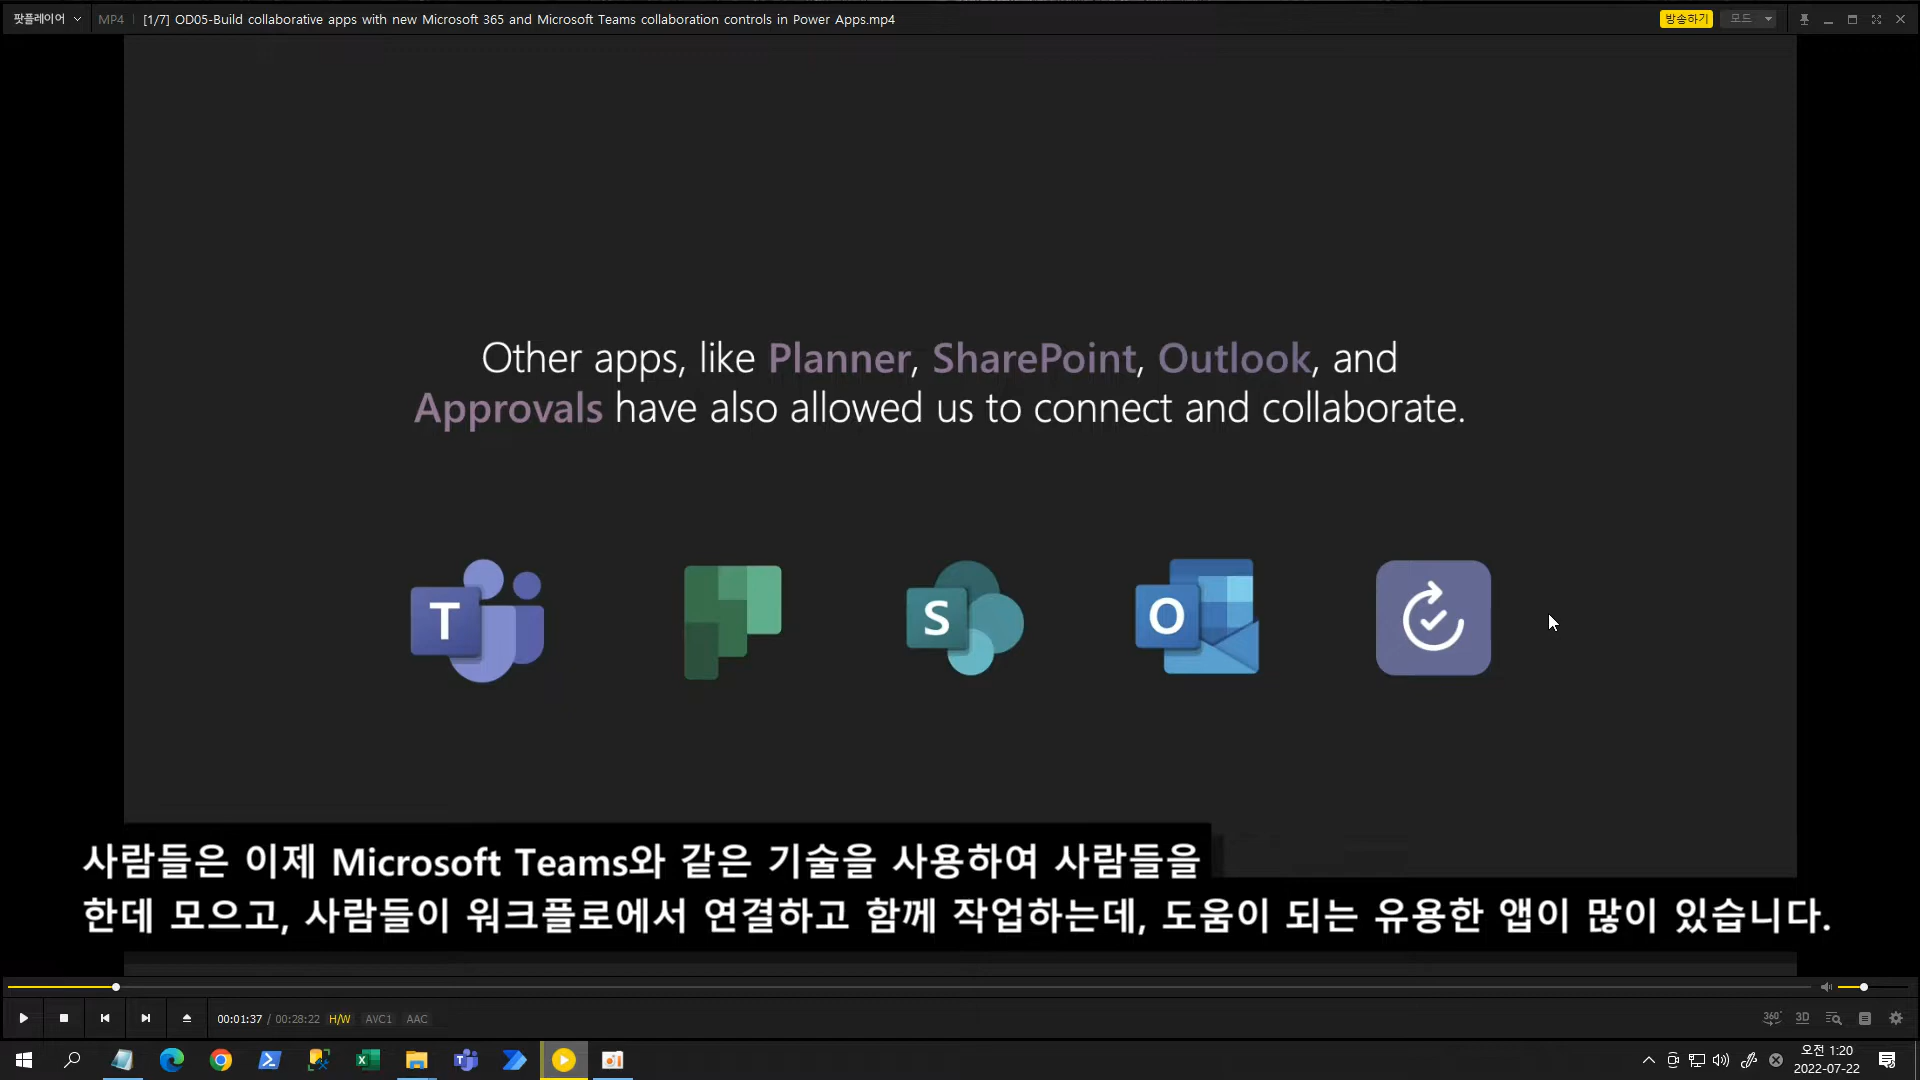 팟플레이어 MP4 [1/7] OD05-Build collaborative apps with new Microsoft 365 and Microsoft Teams collaboration controls in Power Apps.mp4 방송하기 모드
Other apps, like Planner, SharePoint, Outlook, and
Approvals have also allowed us to connect and collaborate.
T S O
사람들은 이제 Microsoft Teams와 같은 기술을 사용하여 사람들을
한데 모으고, 사람들이 워크플로에서 연결하고 함께 작업하는데, 도움이 되는 유용한 앱이 많이 있습니다.
00:01:37 / 00:28:22 H/W AVC1 AAC 360° 3D
오전 1:20
2022-07-22